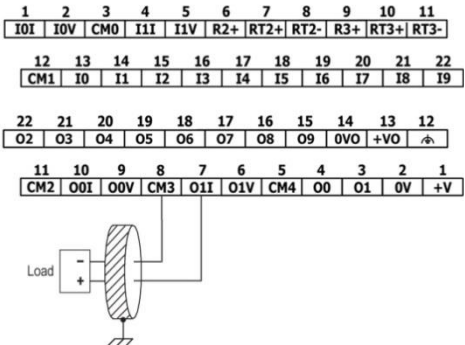 1 2 3 4 5 6 7 8 9 10 11
I0I I0V CM0 I1I I1V R2+ RT2+ RT2- R3+ RT3+ RT3-
12 13 14 15 16 17 18 19 20 21 22
CM1 I0 I1 I2 I3 I4 I5 I6 I7 I8 I9
22 21 20 19 18 17 16 15 14 13 12
O2 O3 O4 O5 O6 O7 O8 O9 0VO +VO
11 10 9 8 7 6 5 4 3 2 1
CM2 O0I O0V CM3 O1I O1V CM4 O0 O1 0V +V
Load - +